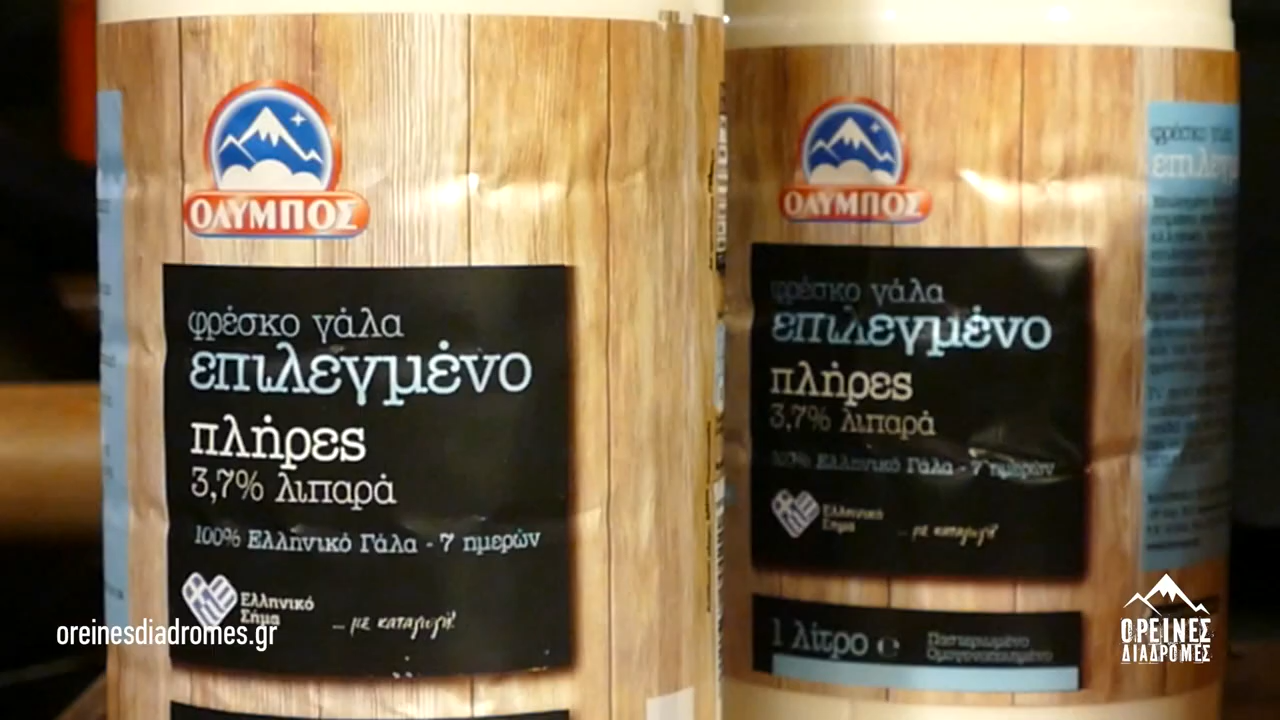 ΟΛΥΜΠΟΣ
φρέσκο γάλα
επιλεγμένο
πλήρες
3,7% λιπαρά
100% Ελληνικό Γάλα - 7 ημερών
Ελληνικό
Σήμα
... με καταγωγή!
ΟΛΥΜΠΟΣ
φρέσκο γάλα
επιλεγμένο
πλήρες
3,7% λιπαρά
100% Ελληνικό Γάλα - 7 ημερών
Ελληνικό
Σήμα
... με καταγωγή!
1 λίτρο e
Παστεριωμένο
Ομογενοποιημένο
φρέσκο γάλα
oreinesdiadromes.gr
ΟΡΕΙΝΕΣ
ΔΙΑΔΡΟΜΕΣ